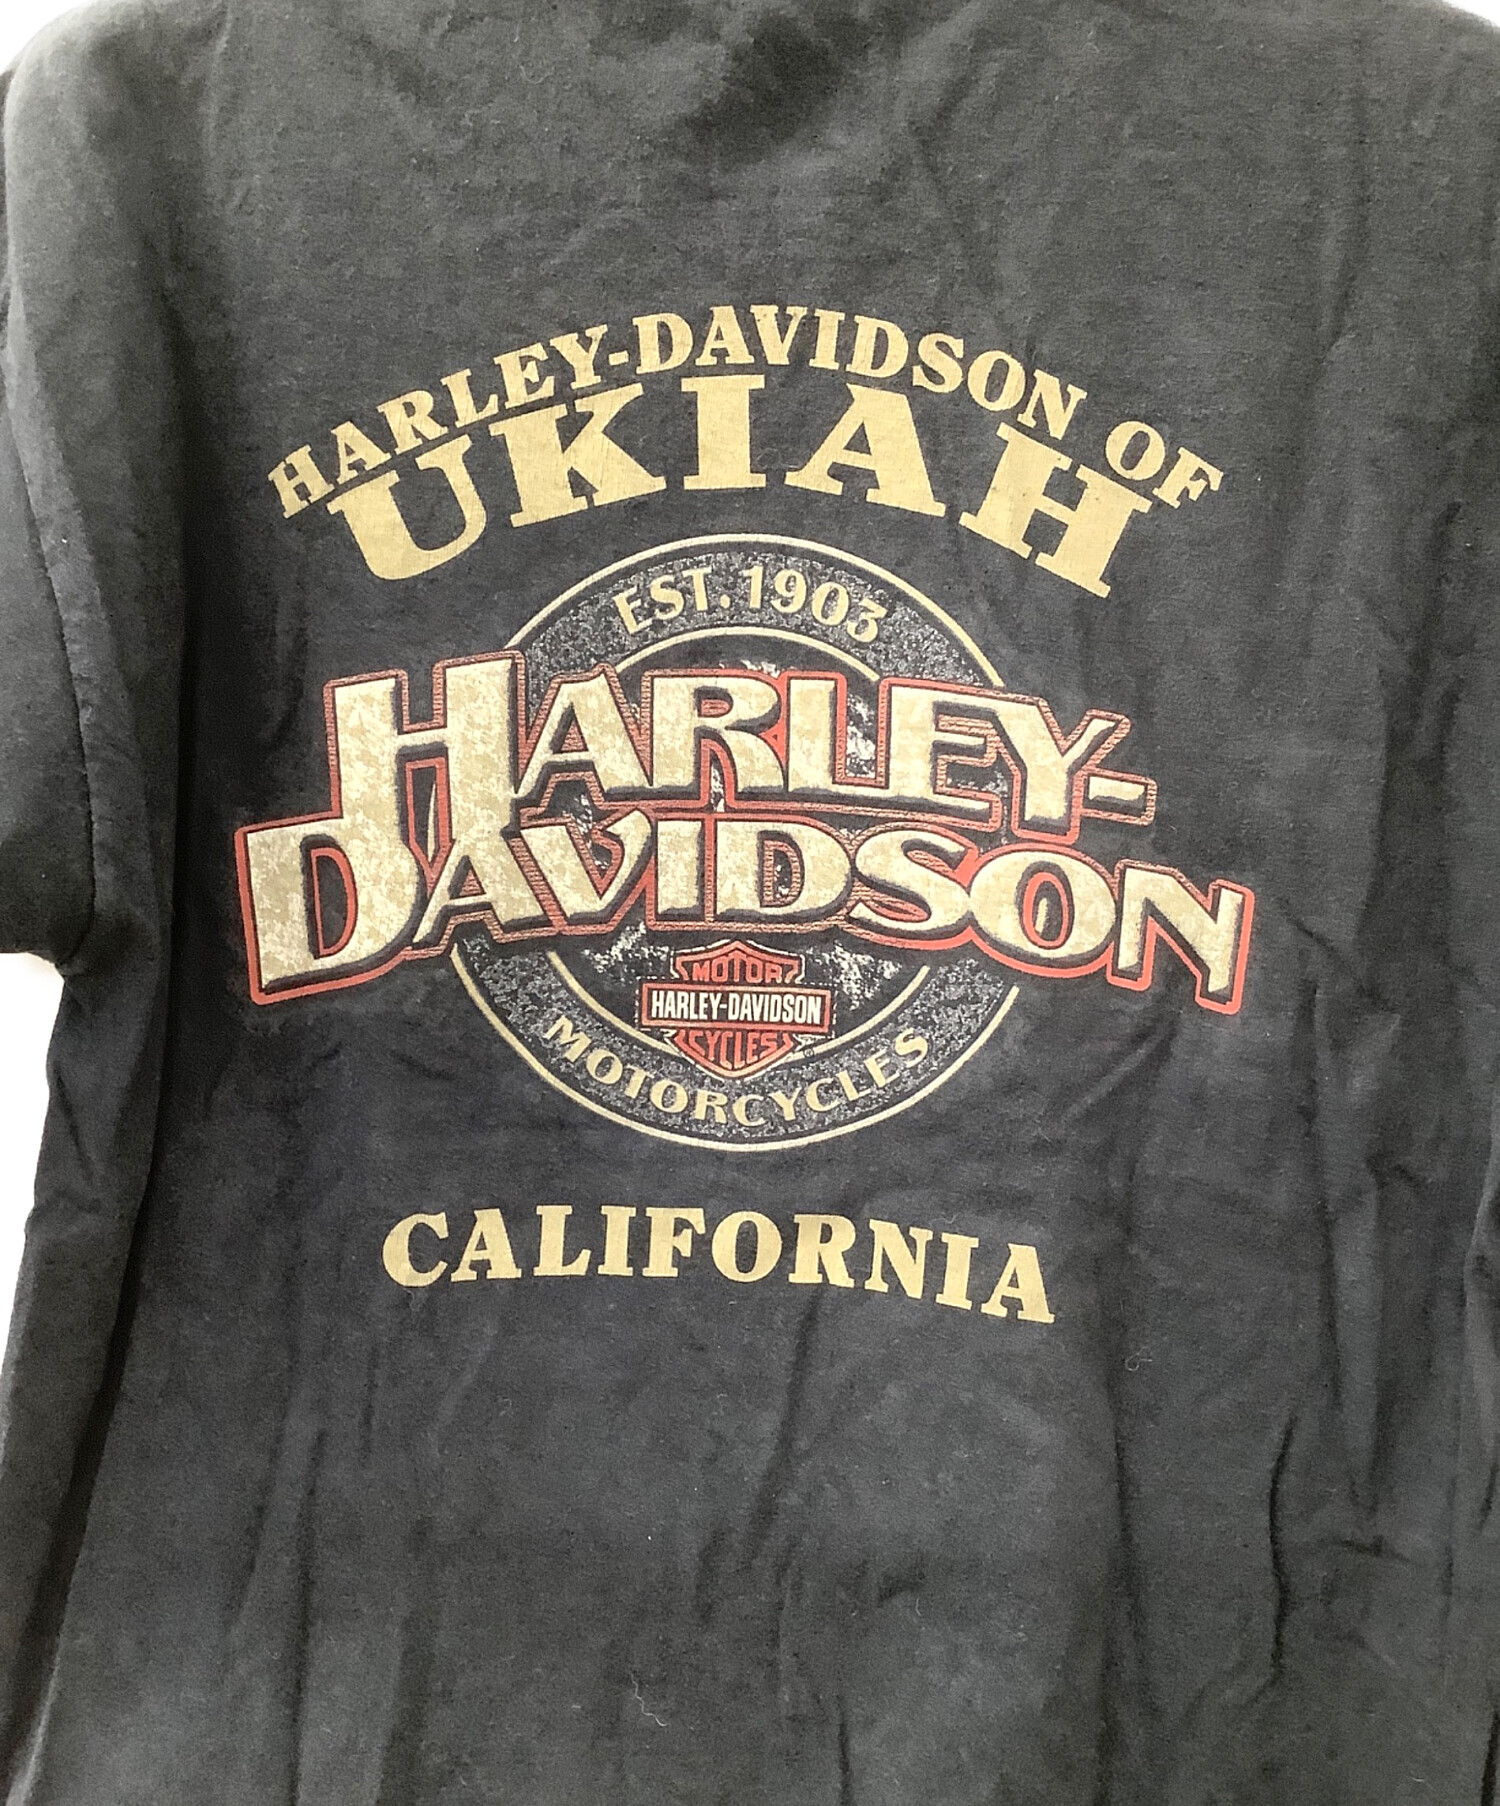 HARLEY-DAVIDSON OF
UKIAH
EST. 1903
HARLEY-
DAVIDSON
MOTOR
HARLEY-DAVIDSON
CYCLES
MOTORCYCLES
CALIFORNIA